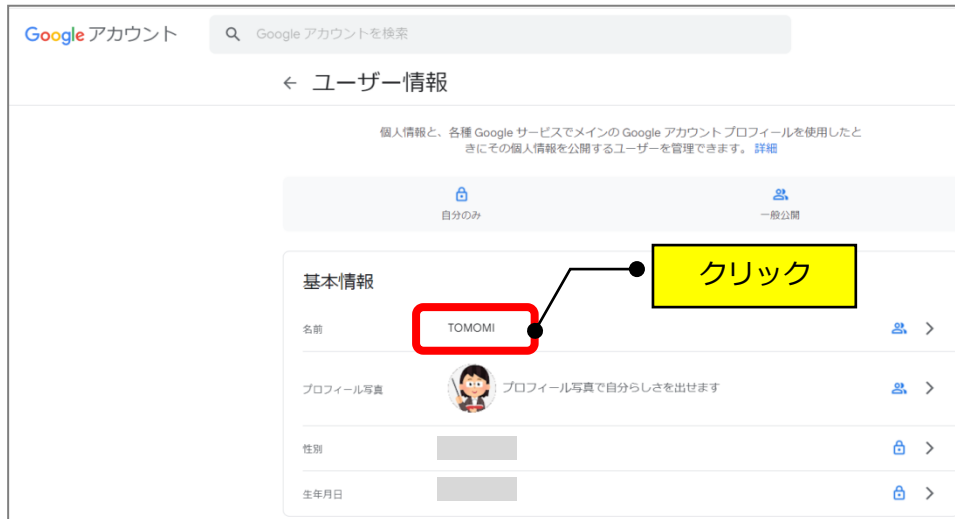 Google アカウント
Google アカウントを検索
ユーザー情報
個人情報と、各種 Google サービスでメインの Google アカウント プロフィールを使用したと
きにその個人情報を公開するユーザーを管理できます。 詳細
自分のみ
一般公開
基本情報
クリック
名前
TOMOMI
プロフィール写真
プロフィール写真で自分らしさを出せます
性別
生年月日